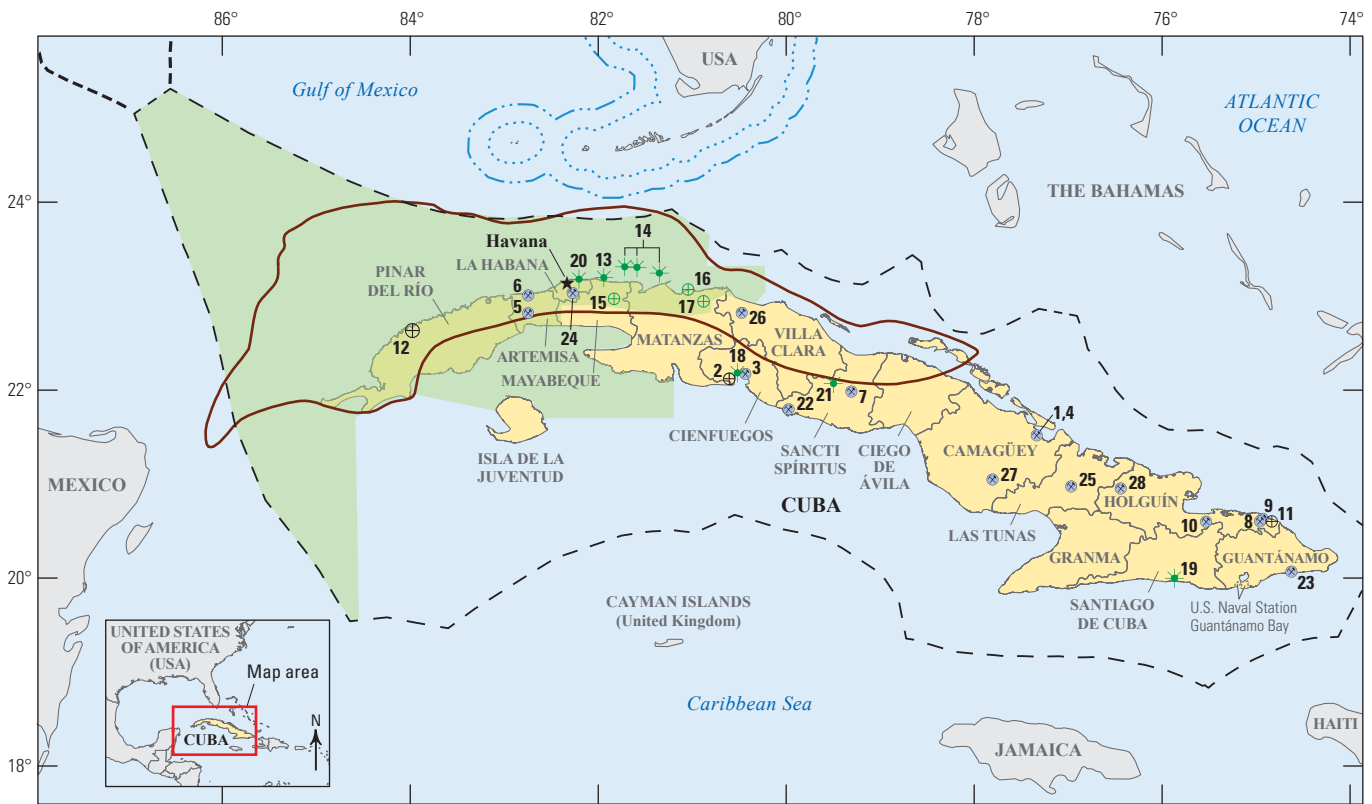 86°
84°
82°
80°
78°
76°
74°
USA
Gulf of Mexico
ATLANTIC
OCEAN
THE BAHAMAS
24°
14
Havana
20
13
LA HABANA
16
PINAR
DEL RÍO
6
5
15
17
26
12
24
MATANZAS
VILLA
CLARA
ARTEMISA
18
MAYABEQUE
2
3
22°
21
7
22
CIENFUEGOS
1,4
SANCTI
SPÍRITUS
CIEGO
DE
ÁVILA
CAMAGÜEY
ISLA DE LA
JUVENTUD
MEXICO
27
25
28
HOLGUÍN
CUBA
9
11
10
8
LAS TUNAS
GRANMA
GUANTÁNAMO
20°
19
23
CAYMAN ISLANDS
(United Kingdom)
SANTIAGO
DE CUBA
U.S. Naval Station
Guantánamo Bay
UNITED STATES
OF AMERICA
(USA)
Map area
N
CUBA
Caribbean Sea
HAITI
JAMAICA
18°